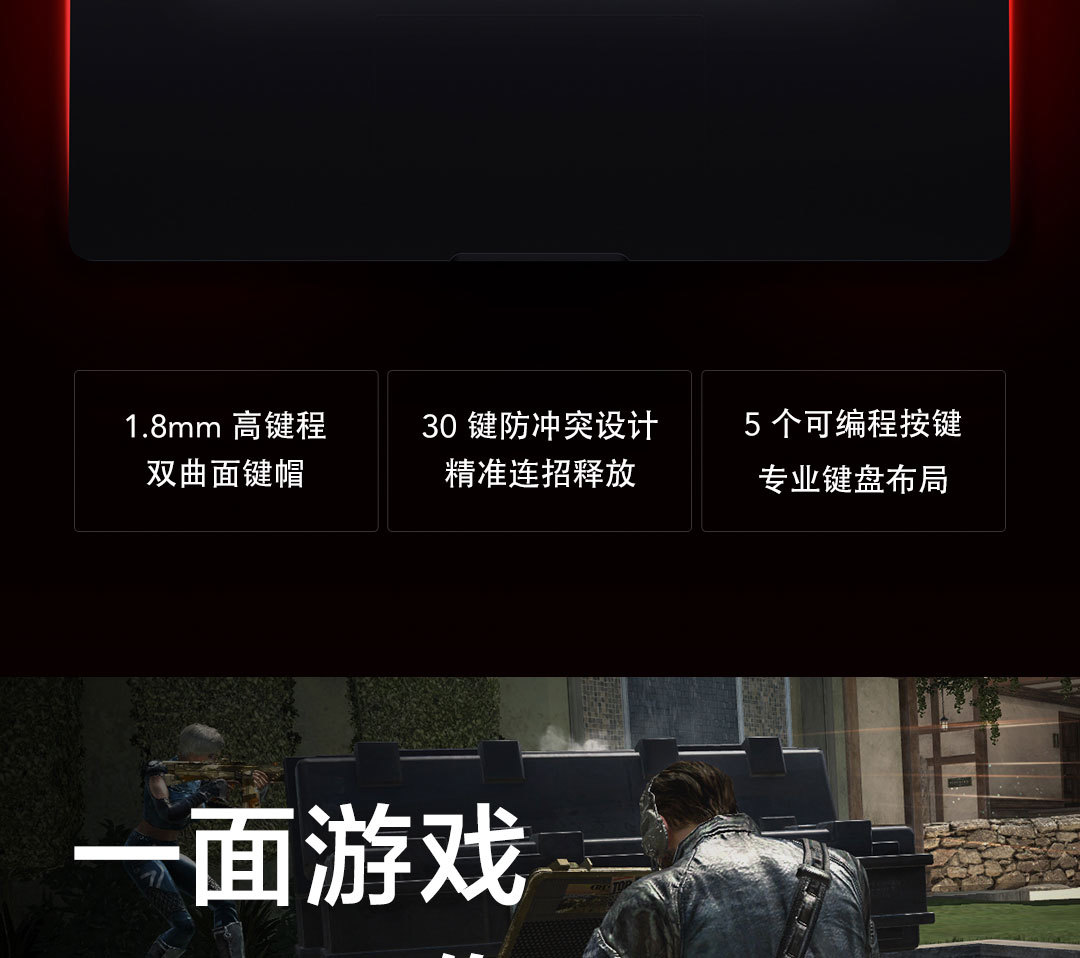 1.8mm 高键程
双曲面键帽
30 键防冲突设计
精准连招释放
5 个可编程按键
专业键盘布局
一面游戏